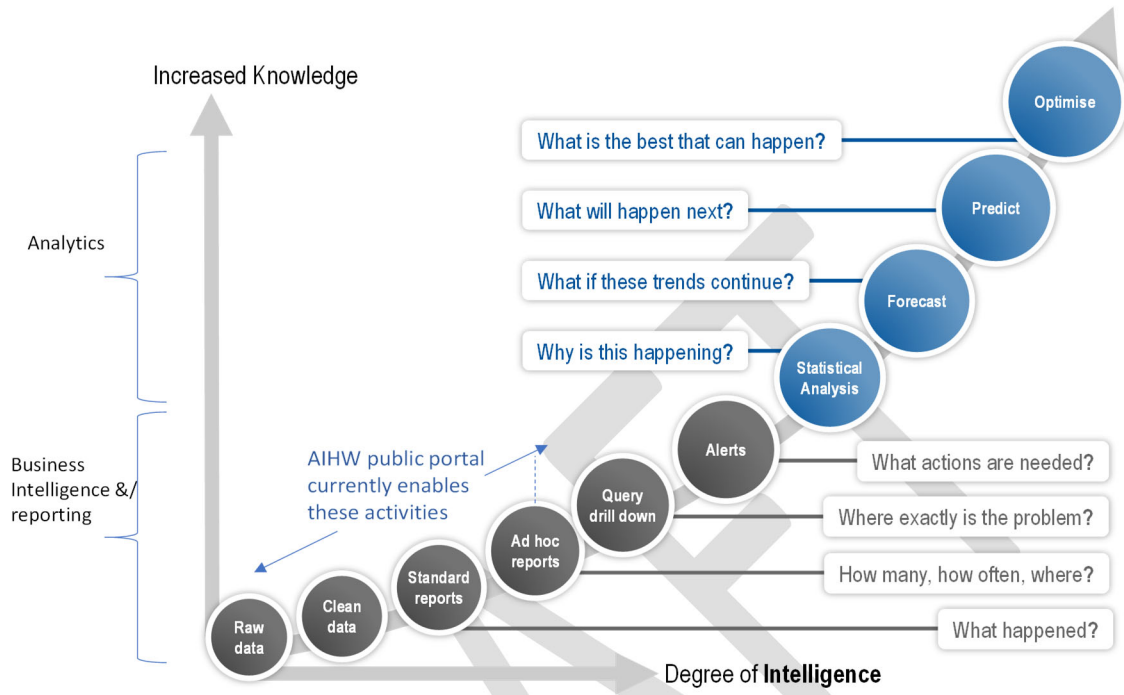 Increased Knowledge
Optimise
What is the best that can happen?
Predict
What will happen next?
Analytics
What if these trends continue?
Forecast
Why is this happening?
Statistical
Analysis
Business
Intelligence &/
reporting
AIHW public portal
currently enables
these activities
Alerts
What actions are needed?
Query
drill down
Where exactly is the problem?
Ad hoc
reports
How many, how often, where?
Standard
reports
Clean
data
Raw
data
What happened?
Degree of Intelligence